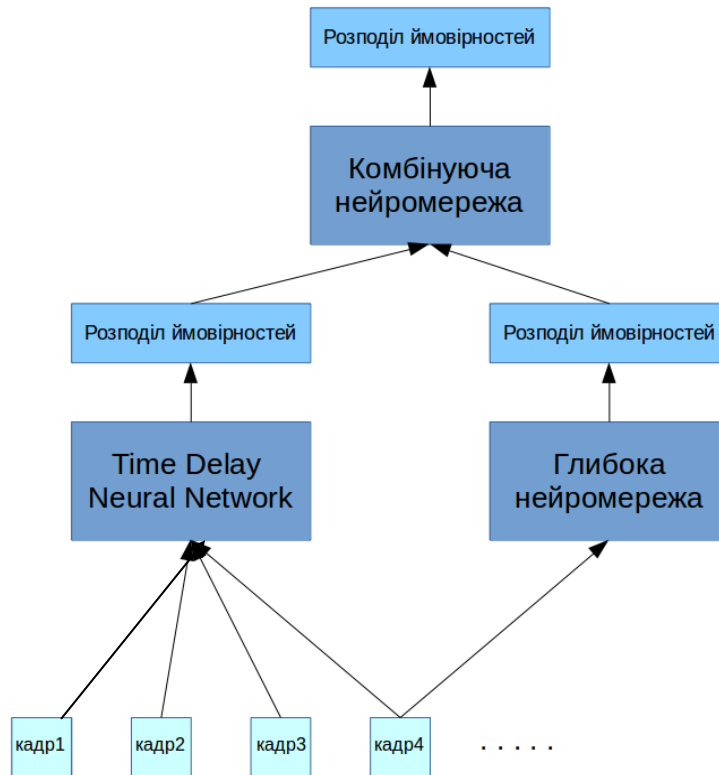 Розподіл ймовірностей
Комбінуюча
нейромережа
Розподіл ймовірностей
Розподіл ймовірностей
Time Delay
Neural Network
Глибока
нейромережа
кадр1
кадр2
кадр3
кадр4
. . . . .